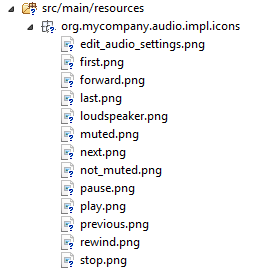 src/main/resources
org.mycompany.audio.impl.icons
edit_audio_settings.png
first.png
forward.png
last.png
loudspeaker.png
muted.png
next.png
not_muted.png
pause.png
play.png
previous.png
rewind.png
stop.png